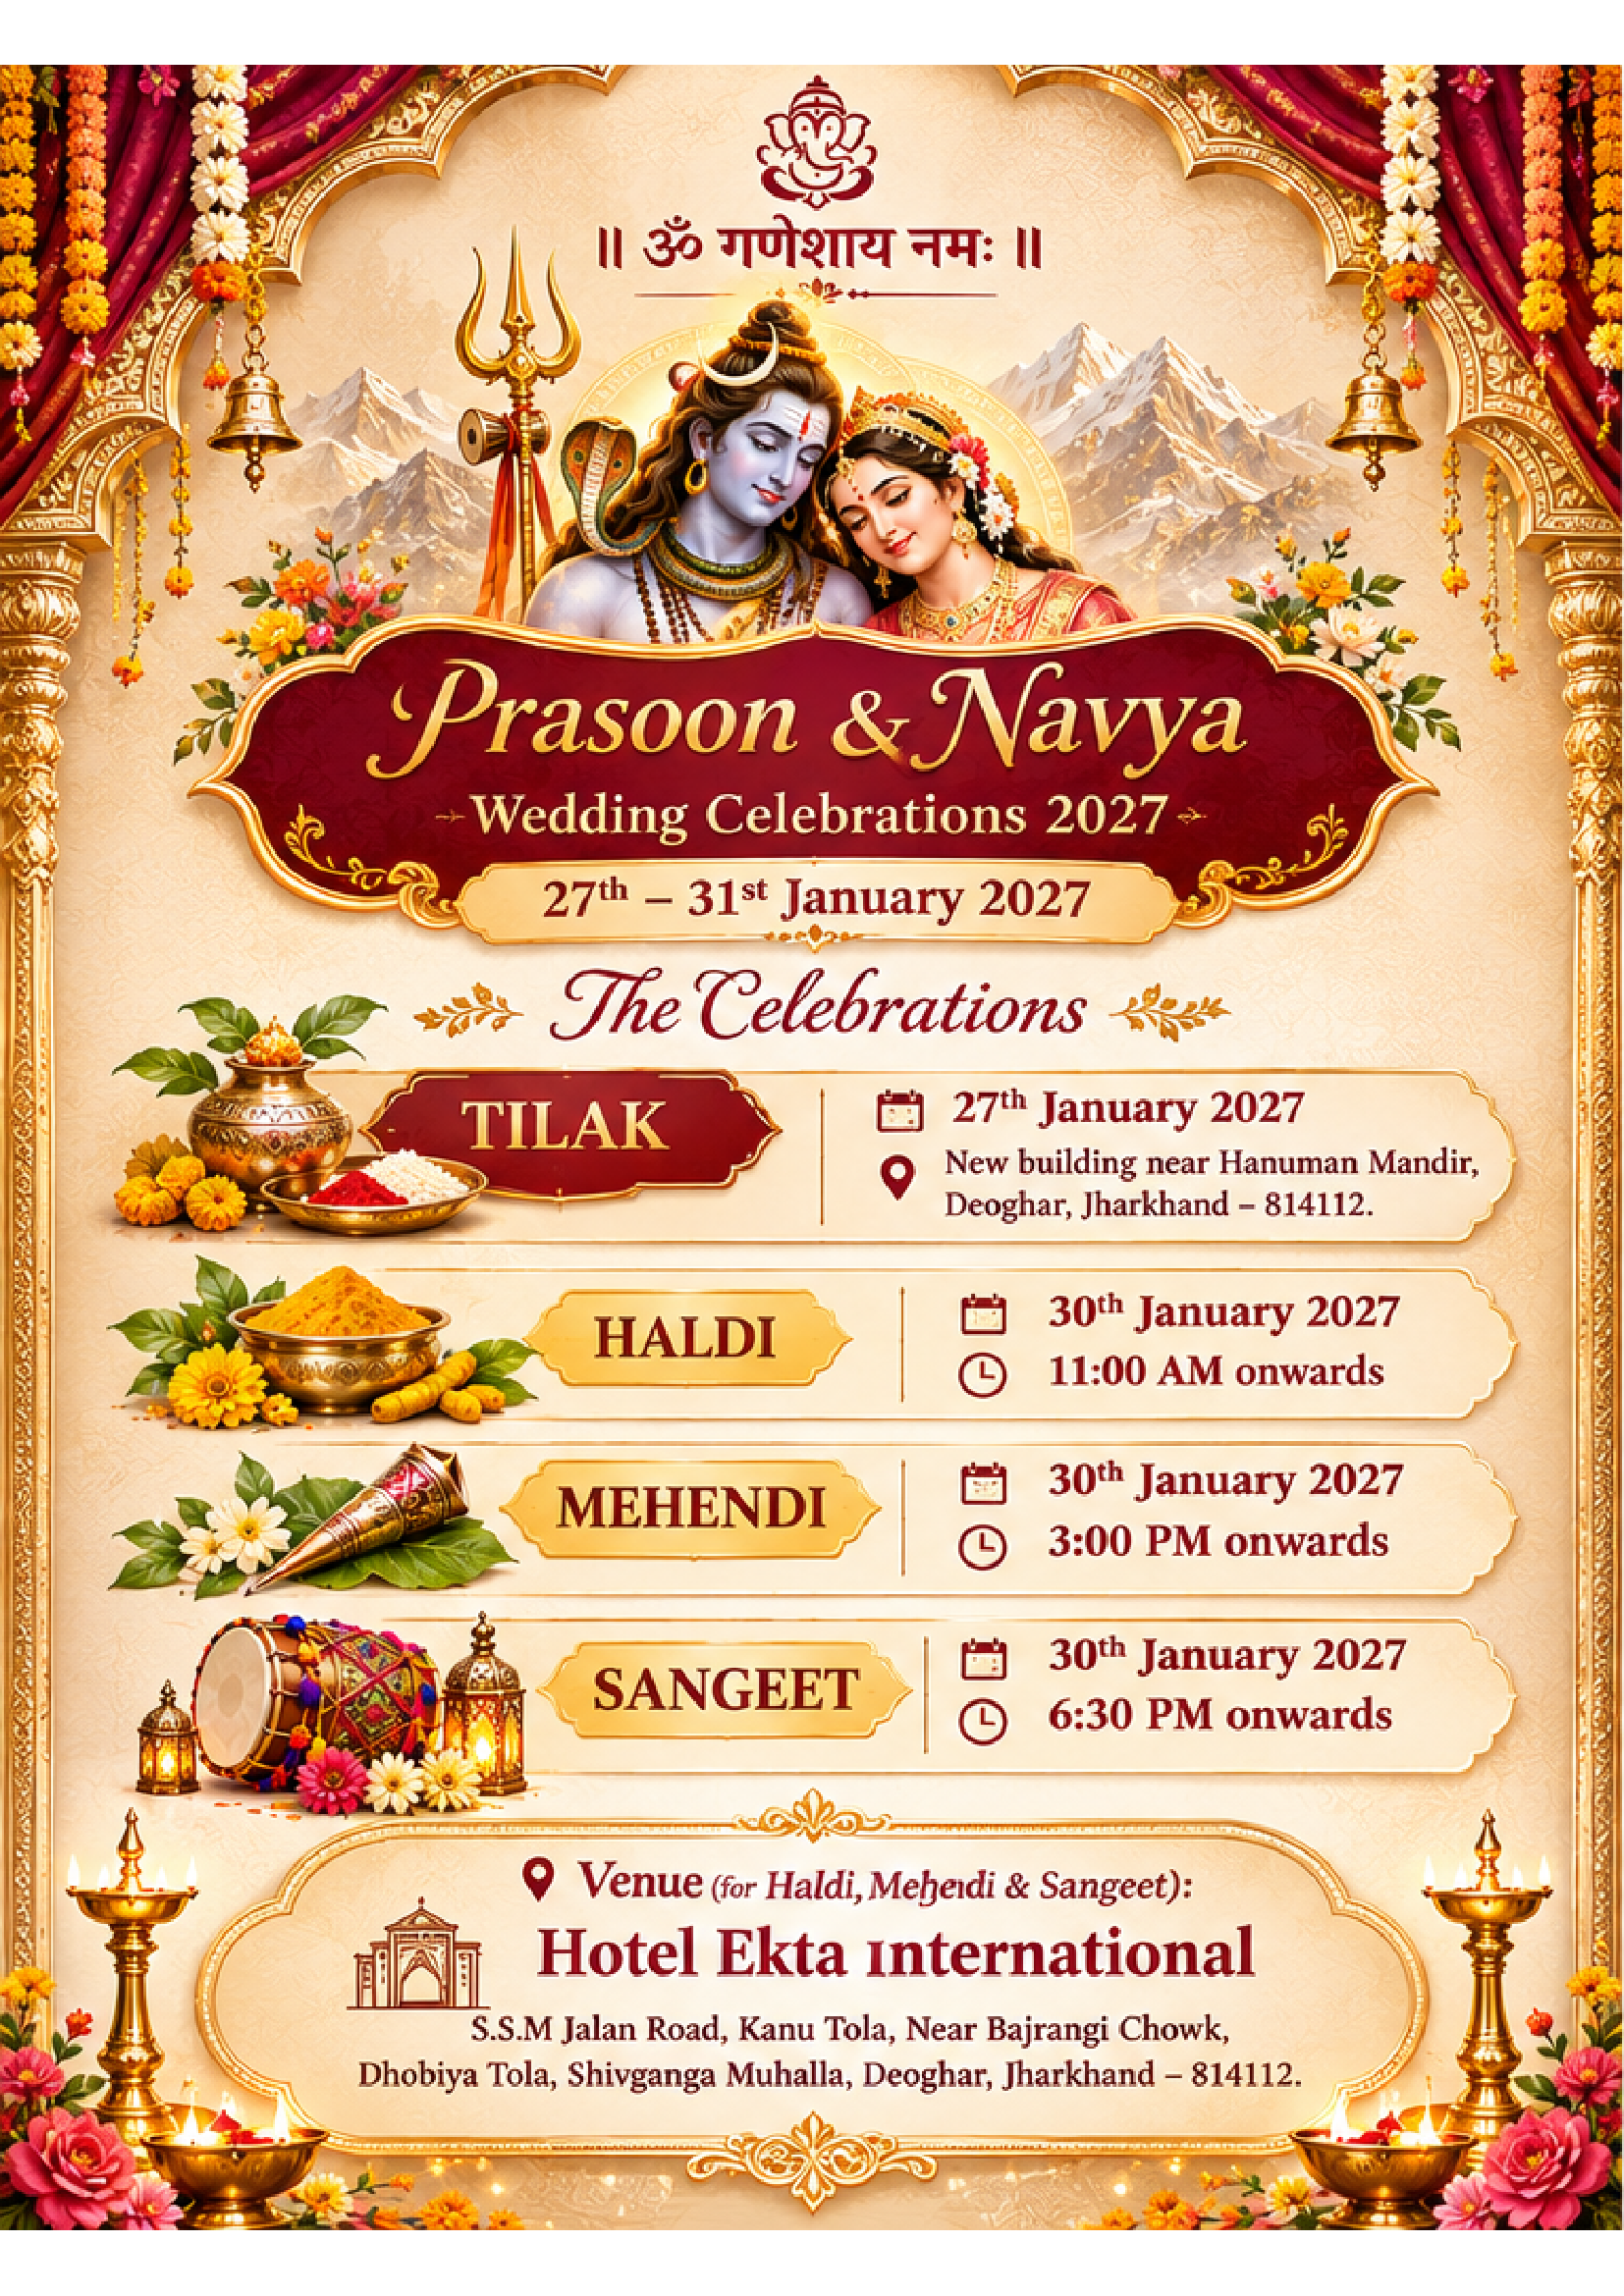 ॥ ॐ गणेशाय नमः ॥
Prasoon & Navya
Wedding Celebrations 2027
27th – 31st January 2027
The Celebrations
TILAK
27th January 2027
New building near Hanuman Mandir,
Deoghar, Jharkhand – 814112.
HALDI
30th January 2027
11:00 AM onwards
MEHENDI
30th January 2027
3:00 PM onwards
SANGEET
30th January 2027
6:30 PM onwards
Venue (for Haldi, Mehendi & Sangeet):
Hotel Ekta International
S.S.M Jalan Road, Kanu Tola, Near Bajrangi Chowk,
Dhobiya Tola, Shivganga Muhalla, Deoghar, Jharkhand – 814112.